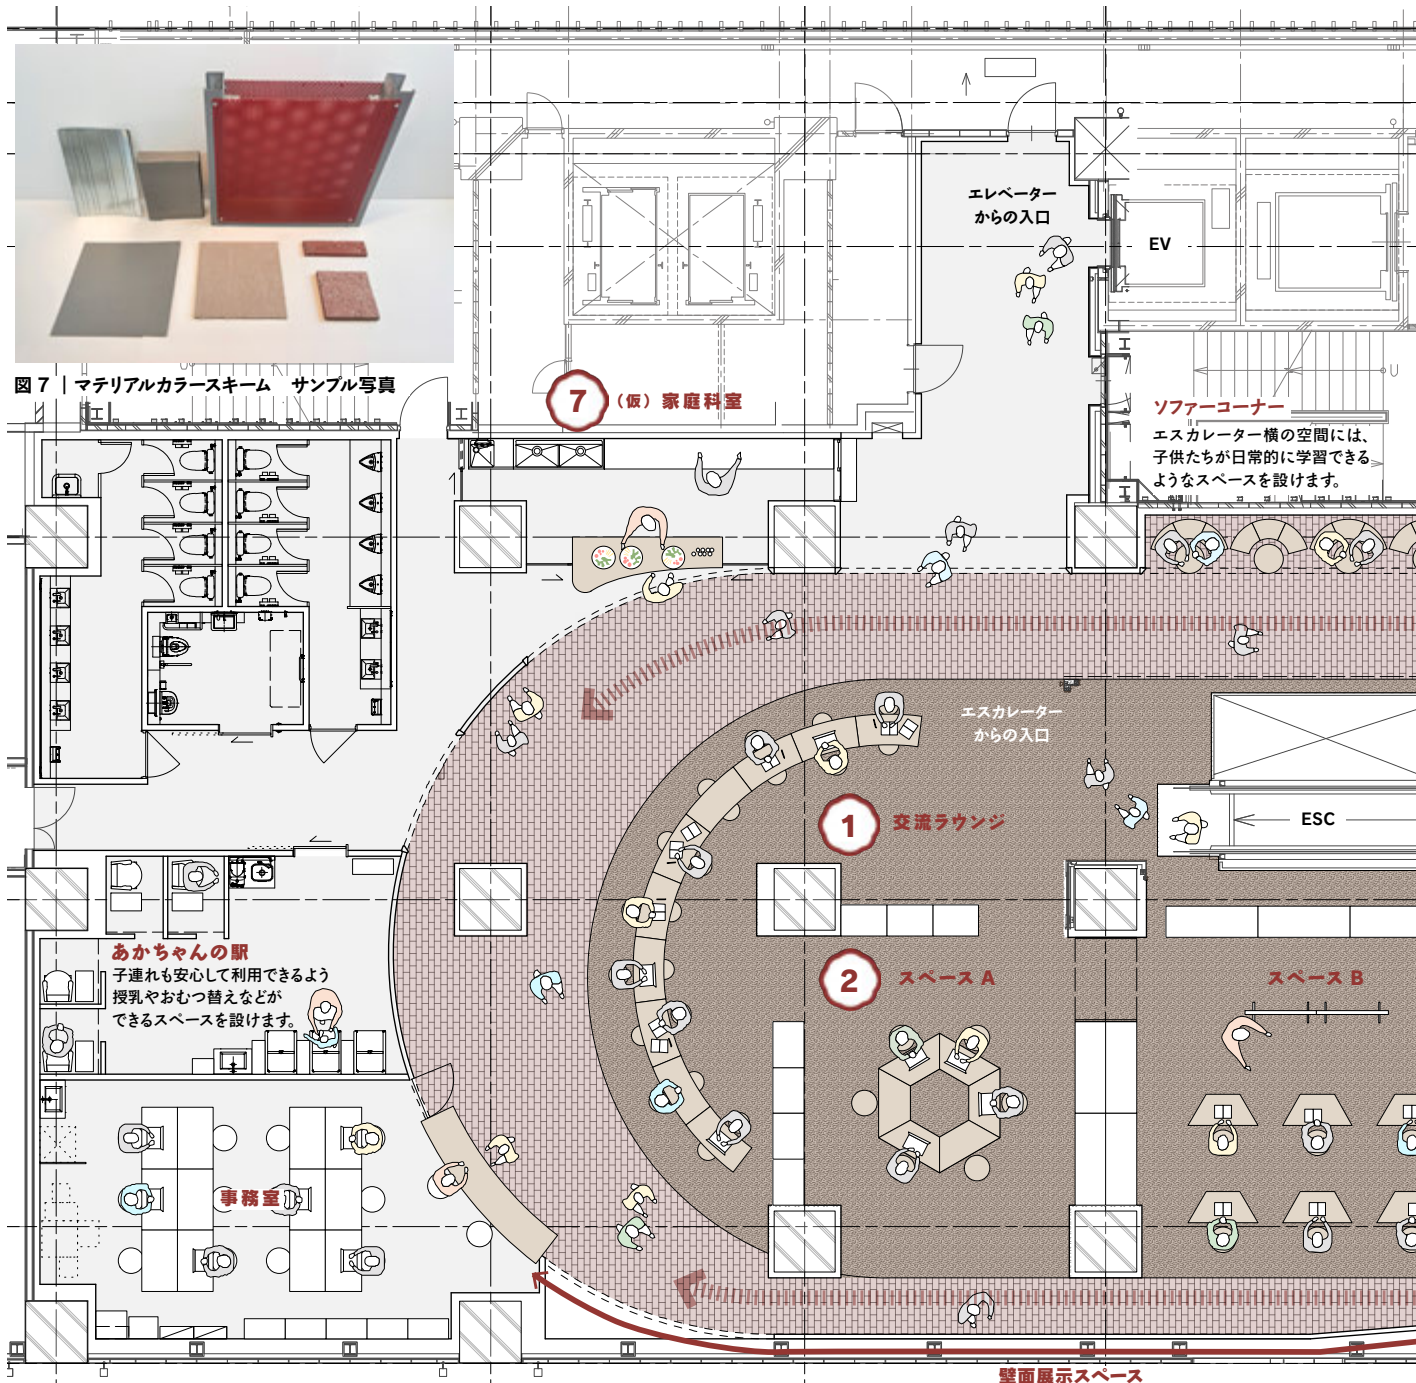 図 7 | マテリアルカラースキーム サンプル写真
エレベーター
からの入口
EV
7 (仮) 家庭科室
ソファーコーナー
エスカレーター横の空間には、
子供たちが日常的に学習できる
ようなスペースを設けます。
エスカレーター
からの入口
1 交流ラウンジ
ESC
あかちゃんの駅
子連れも安心して利用できるよう
授乳やおむつ替えなどが
できるスペースを設けます。
2 スペース A
スペース B
事務室
壁面展示スペース